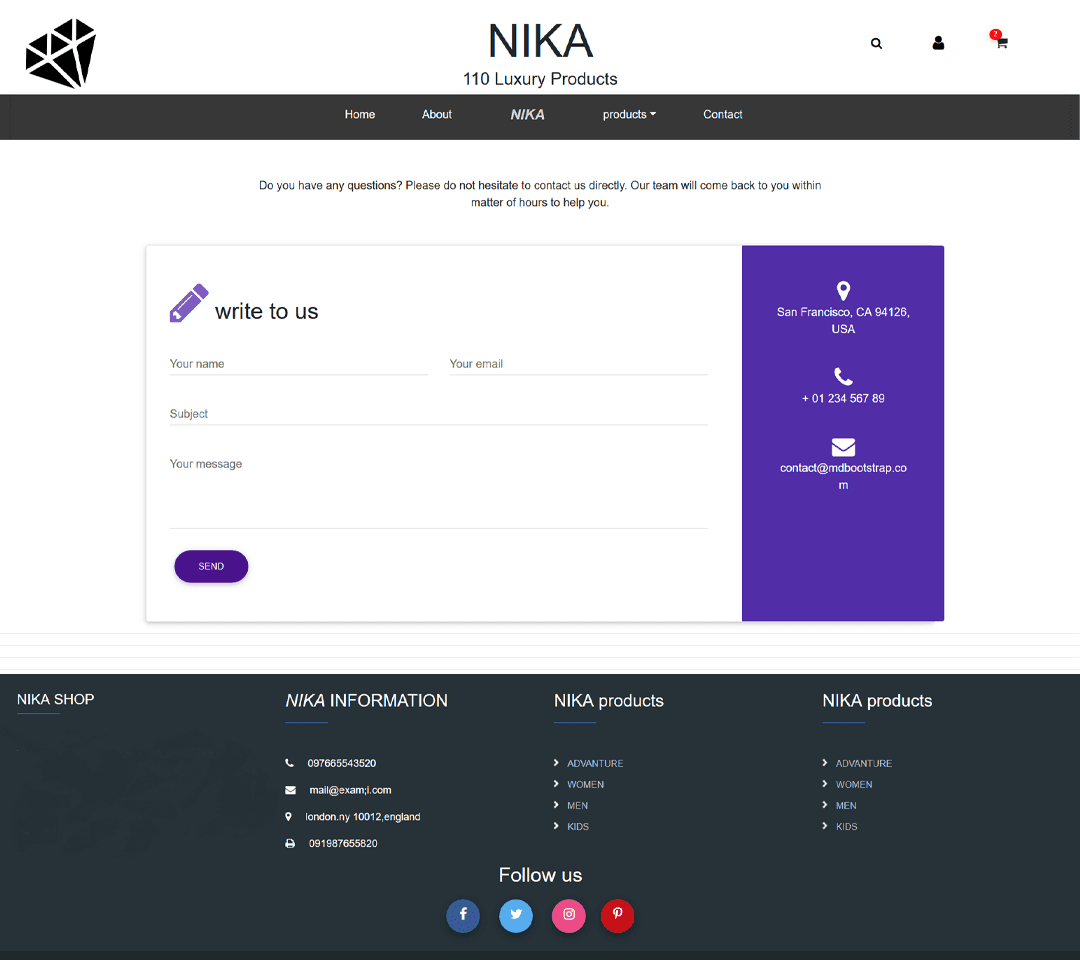 NIKA
110 Luxury Products
2
Home About NIKA products Contact
Do you have any questions? Please do not hesitate to contact us directly. Our team will come back to you within
matter of hours to help you.
write to us
Your name Your email
Subject
Your message
SEND
San Francisco, CA 94126,
USA
+ 01 234 567 89
contact@mdbootstrap.co
m
NIKA SHOP
NIKA INFORMATION
097665543520
mail@exam;i.com
london.ny 10012,england
091987655820
NIKA products
ADVANTURE
WOMEN
MEN
KIDS
NIKA products
ADVANTURE
WOMEN
MEN
KIDS
Follow us